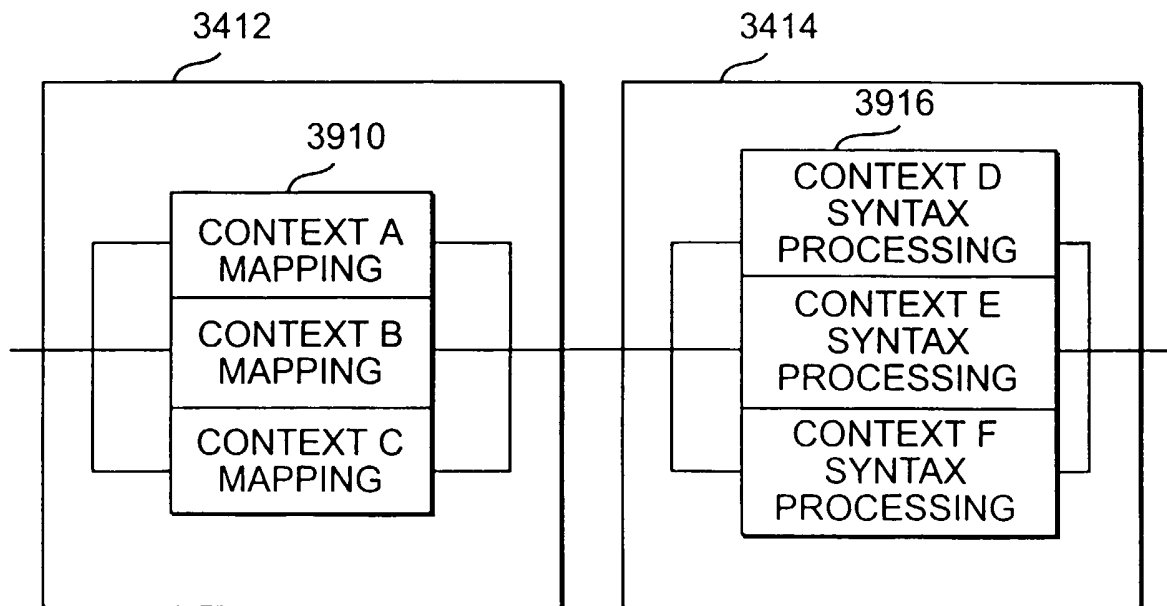 3412
3414
3910
3916
CONTEXT A
MAPPING
CONTEXT B
MAPPING
CONTEXT C
MAPPING
CONTEXT D
SYNTAX
PROCESSING
CONTEXT E
SYNTAX
PROCESSING
CONTEXT F
SYNTAX
PROCESSING